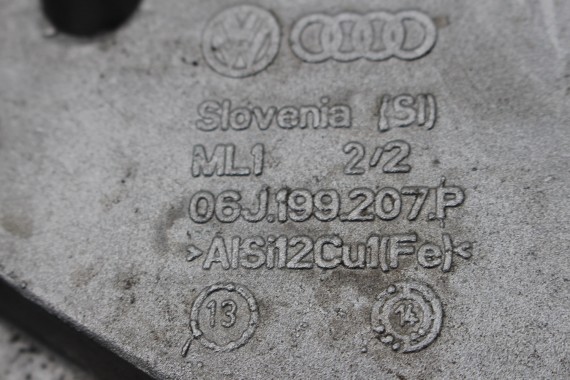 Slovenia (SI)
ML1 2/2
06J.199.207.P
>AlSi12Cu1(Fe)<
13 14